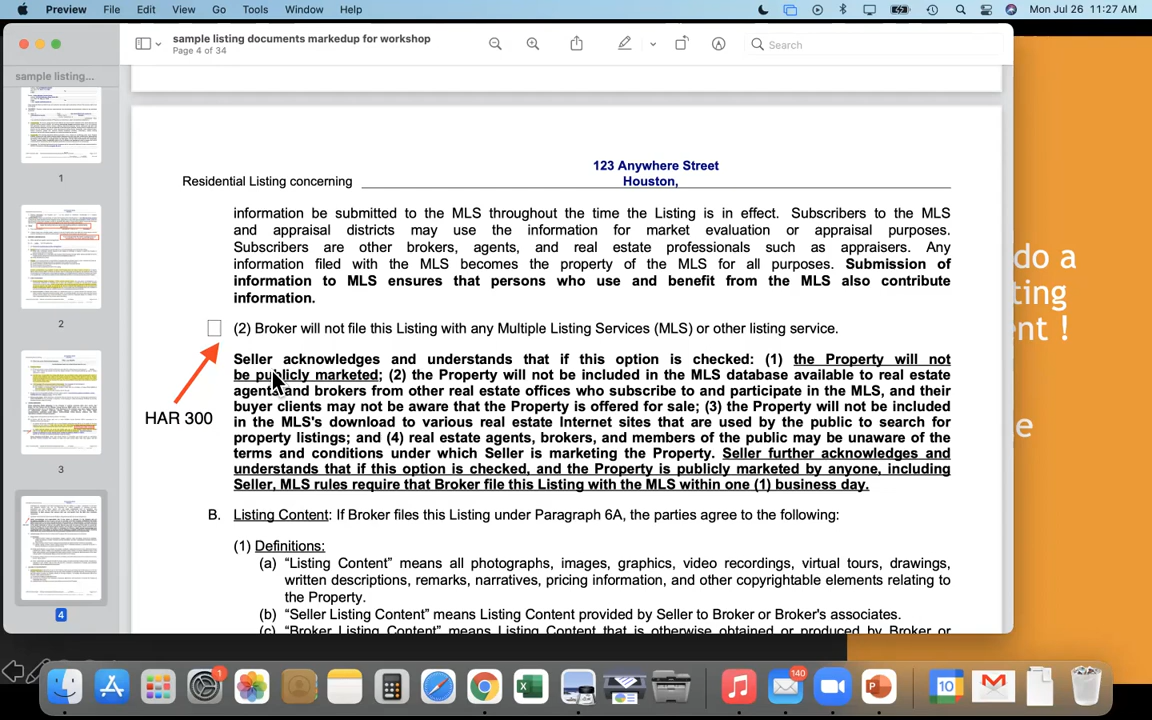 Preview File Edit View Go Tools Window Help Mon Jul 26 11:27 AM
sample listing documents markedup for workshop
Page 4 of 34
Search
sample listing...
1
2
3
4
123 Anywhere Street
Residential Listing concerning Houston,
information be submitted to the MLS throughout the time the Listing is in effect. Subscribers to the MLS
and appraisal districts may use the information for market evaluation or appraisal purposes.
Subscribers are other brokers, agents, and real estate professionals such as appraisers. Any
information filed with the MLS becomes the property of the MLS for all purposes. Submission of
information to MLS ensures that persons who use and benefit from the MLS also contribute
information.
(2) Broker will not file this Listing with any Multiple Listing Services (MLS) or other listing service.
Seller acknowledges and understands that if this option is checked: (1) the Property will not
be publicly marketed; (2) the Property will not be included in the MLS database available to real estate
agents and brokers from other real estate offices who subscribe to and participate in the MLS, and their
HAR 300
buyer clients may not be aware that the Property is offered for sale; (3) the Property will not be included
in the MLS's download to various real estate Internet sites that are used by the public to search for
property listings; and (4) real estate agents, brokers, and members of the public may be unaware of the
terms and conditions under which Seller is marketing the Property. Seller further acknowledges and
understands that if this option is checked, and the Property is publicly marketed by anyone, including
Seller, MLS rules require that Broker file this Listing with the MLS within one (1) business day.
B. Listing Content: If Broker files this Listing under Paragraph 6A, the parties agree to the following:
(1) Definitions:
(a) “Listing Content” means all photographs, images, graphics, video recordings, virtual tours, drawings,
written descriptions, remarks, narratives, pricing information, and other copyrightable elements relating to
the Property.
(b) “Seller Listing Content” means Listing Content provided by Seller to Broker or Broker's associates.
(c) “Broker Listing Content” means Listing Content that is otherwise obtained or produced by Broker or
do a
ting
nt !
e
1
140
10